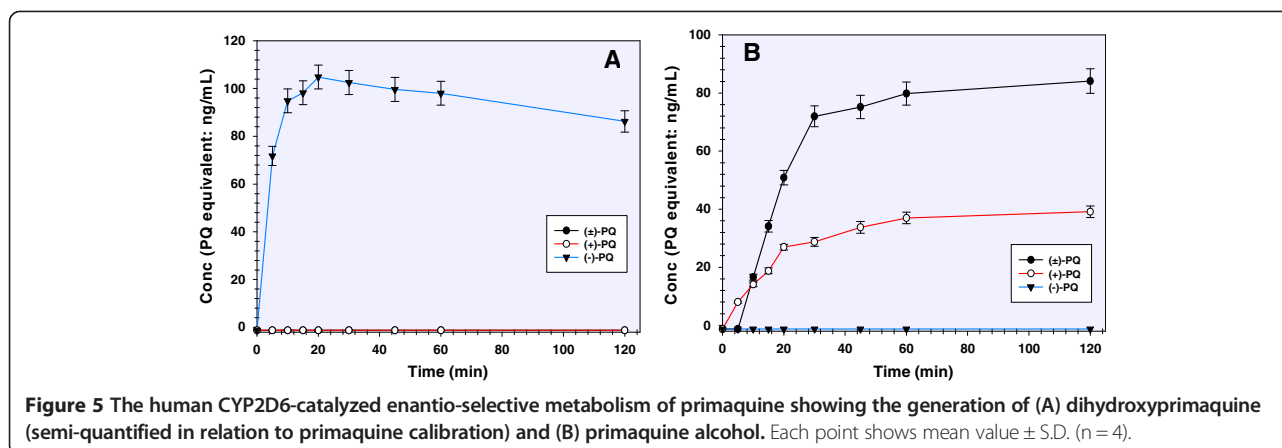 A
Conc (PQ equivalent: ng/mL)
120
100
80
60
40
20
0
(±)-PQ
(+)-PQ
(-)-PQ
0 20 40 60 80 100 120
Time (min)
B
Conc (PQ equivalent: ng/mL)
100
80
60
40
20
0
(±)-PQ
(+)-PQ
(-)-PQ
0 20 40 60 80 100 120
Time (min)
Figure 5 The human CYP2D6-catalyzed enantio-selective metabolism of primaquine showing the generation of (A) dihydroxyprimaquine
(semi-quantified in relation to primaquine calibration) and (B) primaquine alcohol. Each point shows mean value ± S.D. (n = 4).